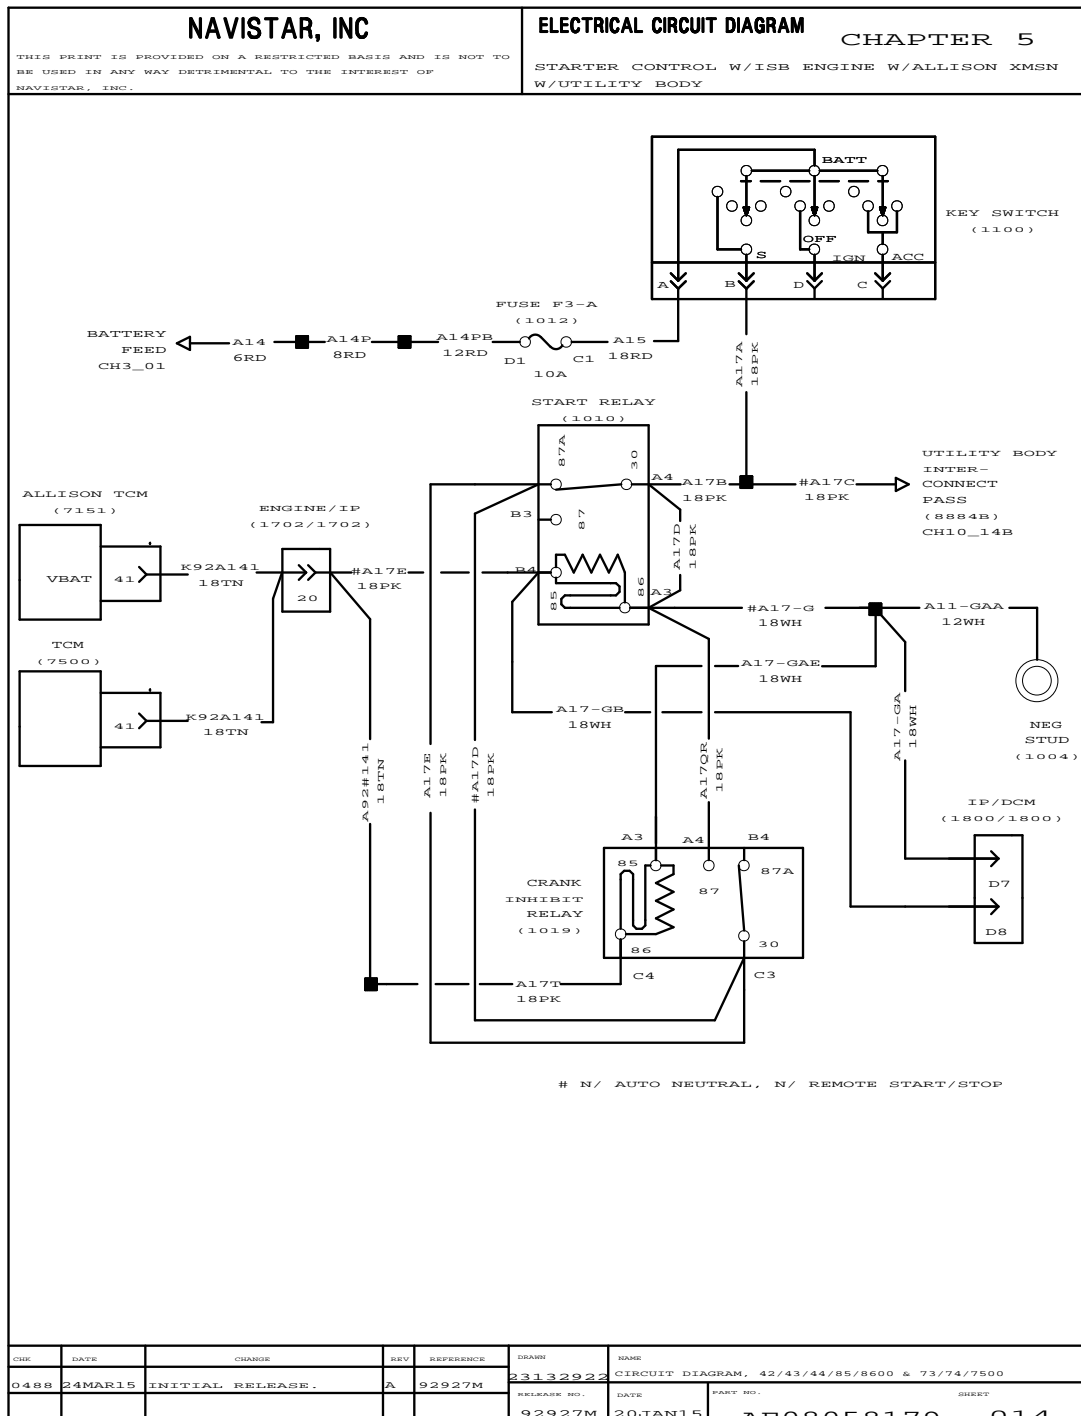 NAVISTAR, INC
THIS PRINT IS PROVIDED ON A RESTRICTED BASIS AND IS NOT TO
BE USED IN ANY WAY DETRIMENTAL TO THE INTEREST OF
NAVISTAR, INC.
ELECTRICAL CIRCUIT DIAGRAM
CHAPTER 5
STARTER CONTROL W/ISB ENGINE W/ALLISON XMSN
W/UTILITY BODY
BATT
OFF
S
IGN
ACC
A
B
D
C
KEY SWITCH
(1100)
FUSE F3-A
(1012)
BATTERY
FEED
CH3_01
A14
6RD
A14P
8RD
A14PB
12RD
D1
C1
10A
A15
18RD
A17A
18PK
START RELAY
(1010)
87A
30
A4
B3
87
B4
85
86
A3
A17B
18PK
#A17C
18PK
UTILITY BODY
INTER-
CONNECT
PASS
(8884B)
CH10_14B
ALLISON TCM
(7151)
VBAT
41
K92A141
18TN
ENGINE/IP
(1702/1702)
20
#A17E
18PK
A17D
18PK
#A17-G
18WH
A11-GAA
12WH
TCM
(7500)
41
K92A141
18TN
A17-GAE
18WH
A17-GB
18WH
A17-GA
18WH
NEG
STUD
(1004)
A92#141
18TN
A17E
18PK
#A17D
18PK
A17QR
18PK
IP/DCM
(1800/1800)
D7
D8
A3
A4
B4
85
87
87A
86
30
CRANK
INHIBIT
RELAY
(1019)
C4
C3
A17T
18PK
# N/ AUTO NEUTRAL, N/ REMOTE START/STOP
CHK
DATE
CHANGE
REV
REFERENCE
DRAWN
NAME
0488
24MAR15
INITIAL RELEASE.
A
92927M
23132922
CIRCUIT DIAGRAM, 42/43/44/85/8600 & 73/74/7500
RELEASE NO.
DATE
PART NO.
SHEET
92927M
20JAN15